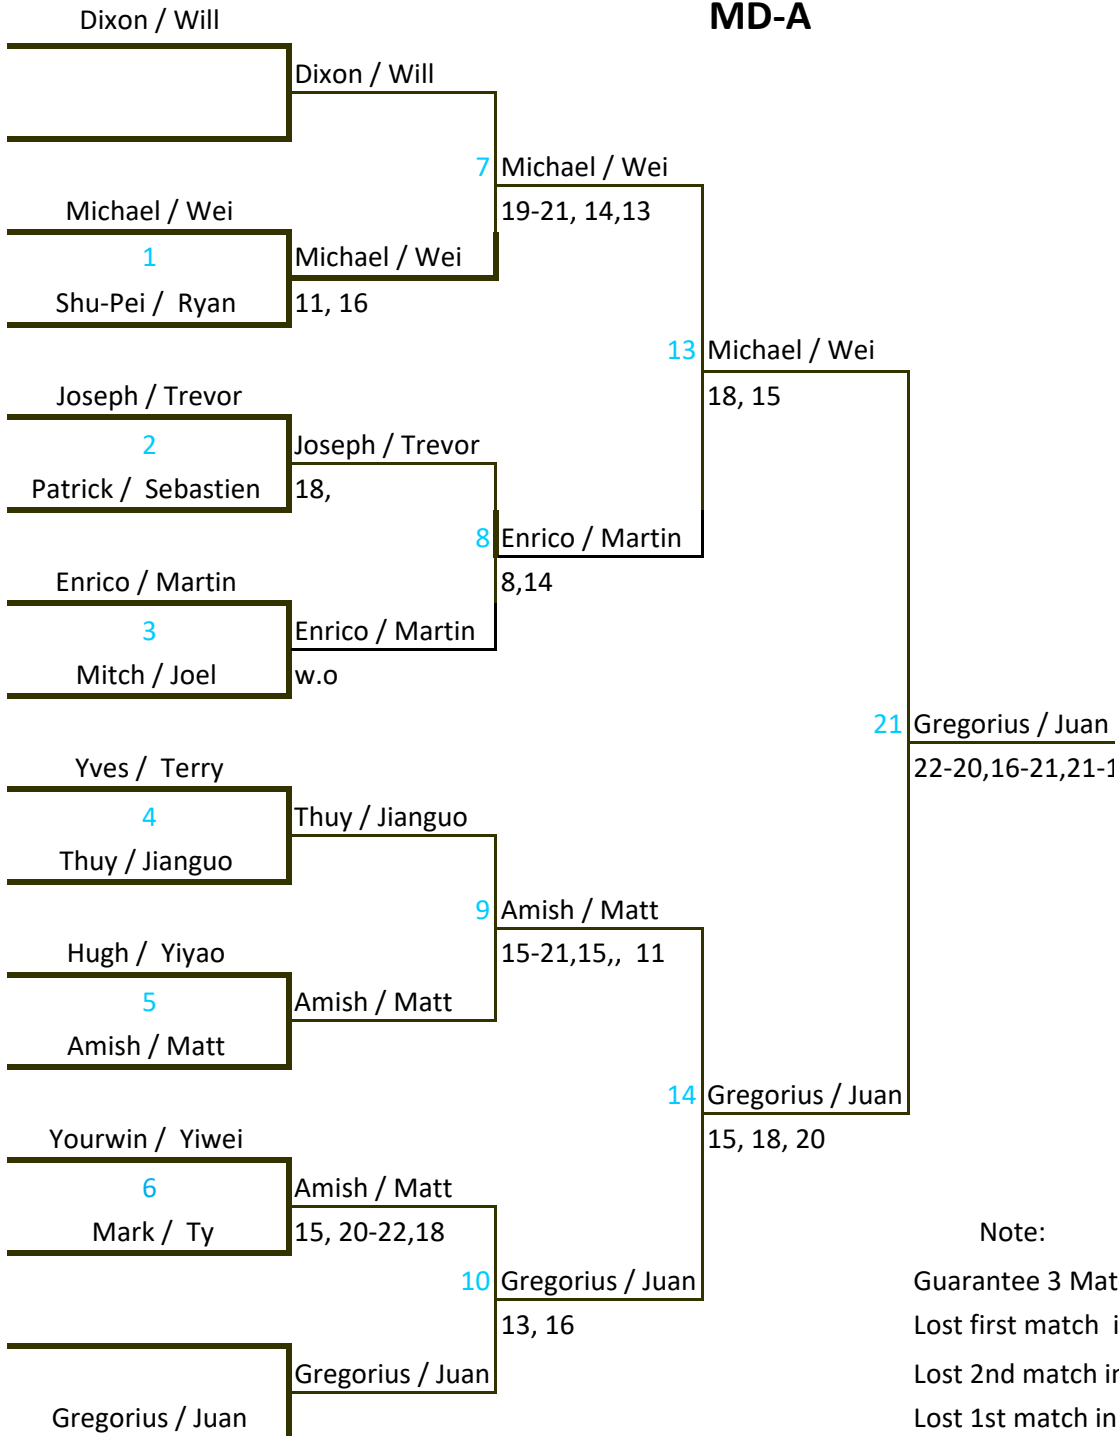 Dixon / Will
MD-A
Dixon / Will
7 Michael / Wei
Michael / Wei
19-21, 14,13
1 Michael / Wei
Shu-Pei / Ryan
11, 16
13 Michael / Wei
Joseph / Trevor
18, 15
2 Joseph / Trevor
Patrick / Sebastien
18,
8 Enrico / Martin
Enrico / Martin
8,14
3 Enrico / Martin
Mitch / Joel
w.o
21 Gregorius / Juan
Yves / Terry
22-20,16-21,21-1
4 Thuy / Jianguo
Thuy / Jianguo
9 Amish / Matt
Hugh / Yiyao
15-21,15,, 11
5 Amish / Matt
Amish / Matt
14 Gregorius / Juan
Yourwin / Yiwei
15, 18, 20
6 Amish / Matt
Mark / Ty
15, 20-22,18
Note:
10 Gregorius / Juan
Guarantee 3 Mat
13, 16
Lost first match i
Gregorius / Juan
Lost 2nd match in
Gregorius / Juan
Lost 1st match in